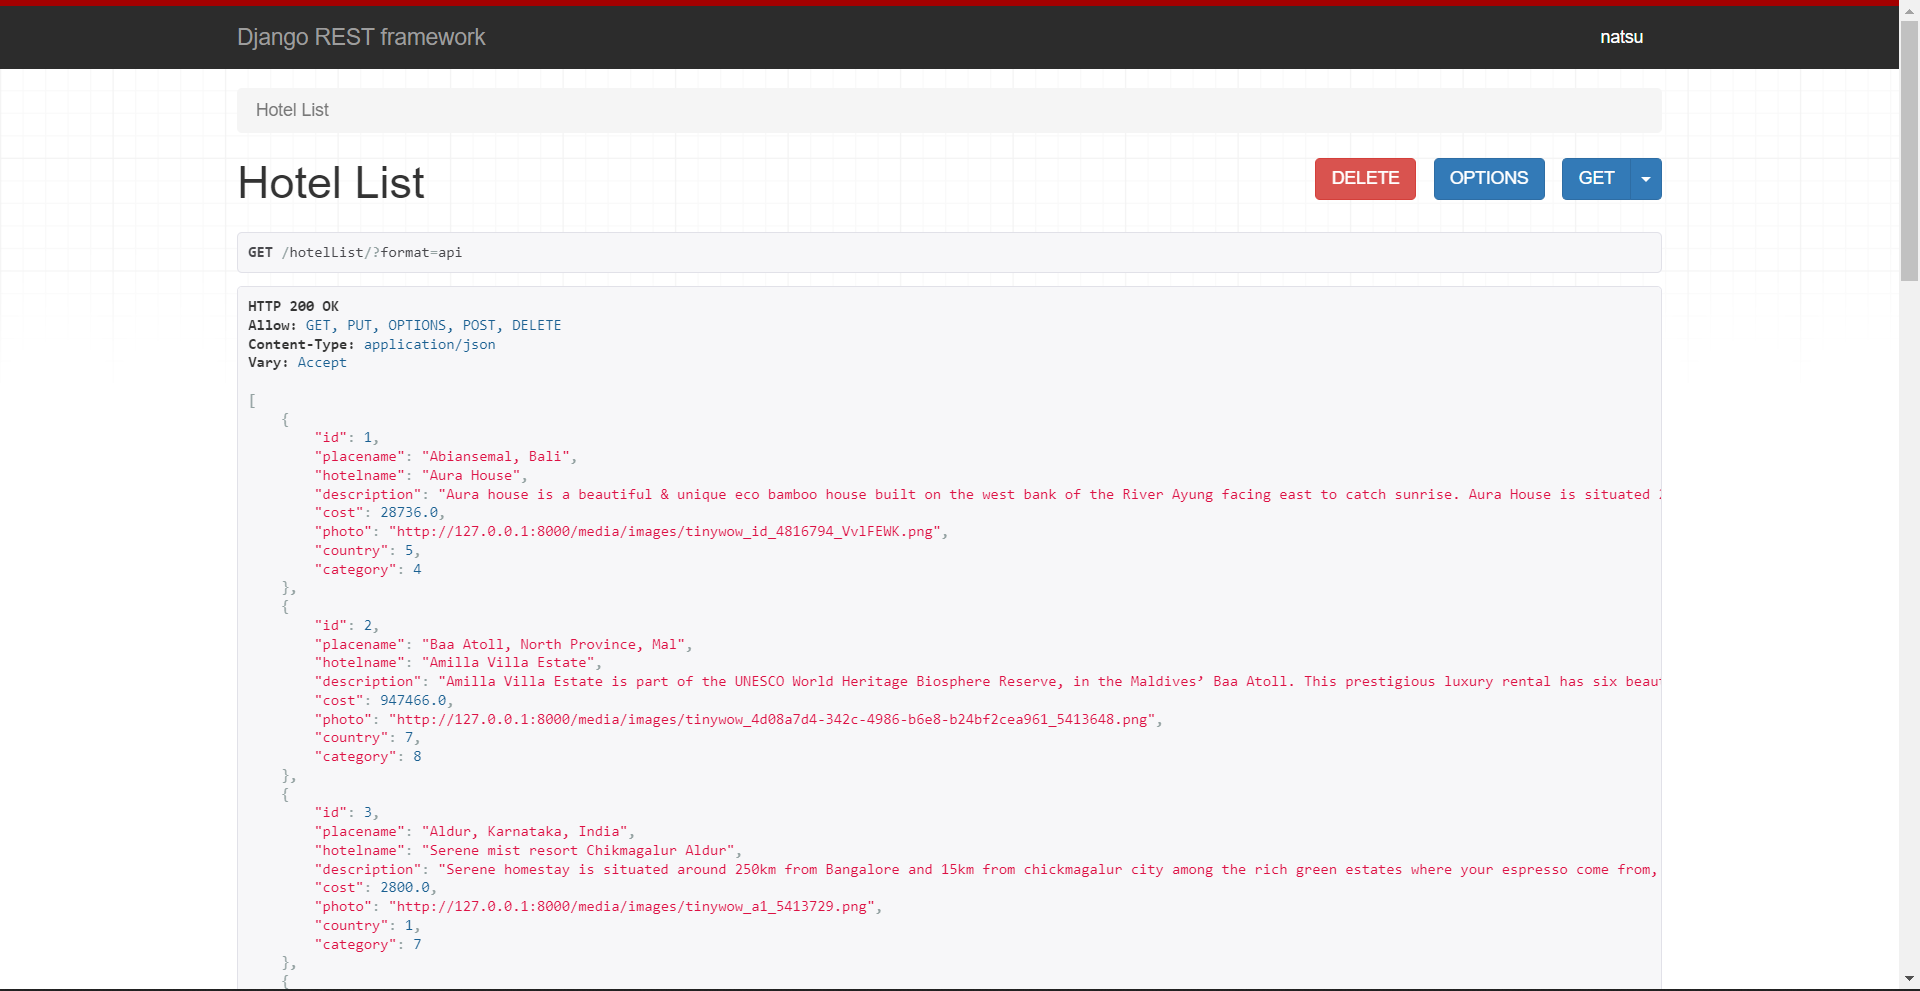 Django REST framework
natsu
Hotel List
Hotel List
DELETE OPTIONS GET
GET /hotelList/?format=api
HTTP 200 OK
Allow: GET, PUT, OPTIONS, POST, DELETE
Content-Type: application/json
Vary: Accept
[
{
"id": 1,
"placename": "Abiansemal, Bali",
"hotelname": "Aura House",
"description": "Aura house is a beautiful & unique eco bamboo house built on the west bank of the River Ayung facing east to catch sunrise. Aura House is situated
"cost": 28736.0,
"photo": "http://127.0.0.1:8000/media/images/tinywow_id_4816794_VvlFEWK.png",
"country": 5,
"category": 4
},
{
"id": 2,
"placename": "Baa Atoll, North Province, Mal",
"hotelname": "Amilla Villa Estate",
"description": "Amilla Villa Estate is part of the UNESCO World Heritage Biosphere Reserve, in the Maldives’ Baa Atoll. This prestigious luxury rental has six beau
"cost": 947466.0,
"photo": "http://127.0.0.1:8000/media/images/tinywow_4d08a7d4-342c-4986-b6e8-b24bf2cea961_5413648.png",
"country": 7,
"category": 8
},
{
"id": 3,
"placename": "Aldur, Karnataka, India",
"hotelname": "Serene mist resort Chikmagalur Aldur",
"description": "Serene homestay is situated around 250km from Bangalore and 15km from chickmagalur city among the rich green estates where your espresso come from,
"cost": 2800.0,
"photo": "http://127.0.0.1:8000/media/images/tinywow_a1_5413729.png",
"country": 1,
"category": 7
},
{